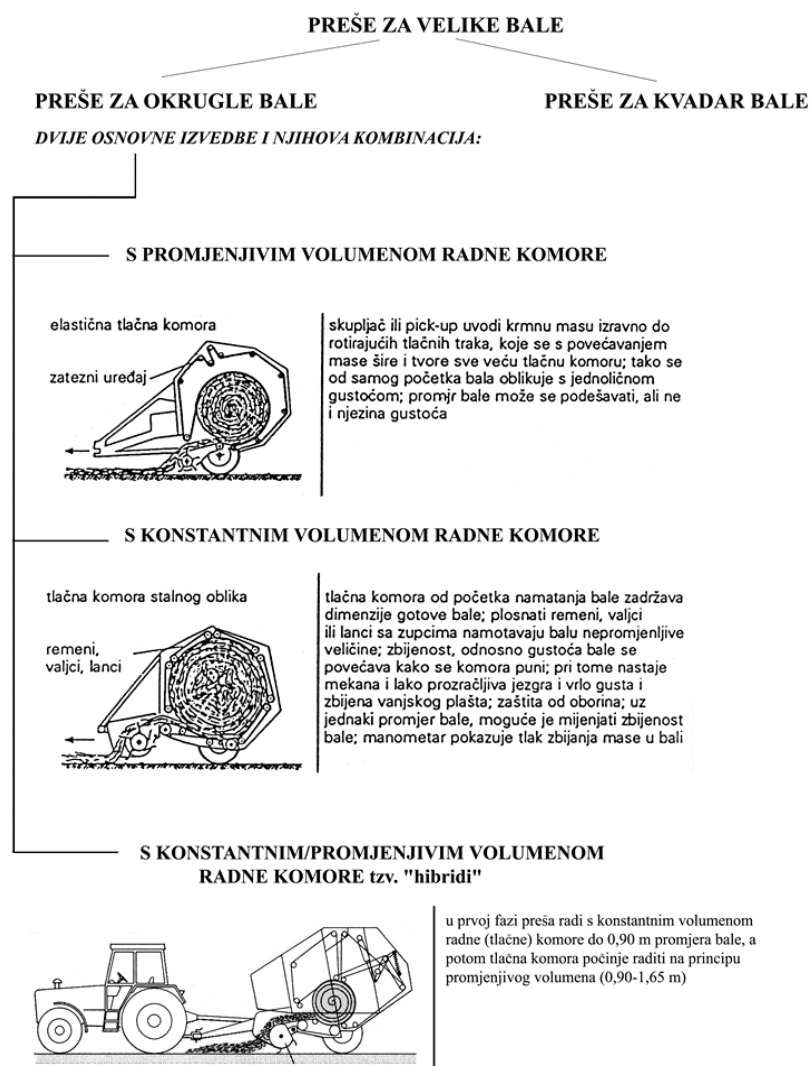 PREŠE ZA VELIKE BALE
PREŠE ZA OKRUGLE BALE
PREŠE ZA KVADAR BALE
DVIJE OSNOVNE IZVEDBE I NJIHOVA KOMBINACIJA:
S PROMJENJIVIM VOLUMENOM RADNE KOMORE
elastična tlačna komora
zatezni uređaj
skupljač ili pick-up uvodi krmnu masu izravno do
rotirajućih tlačnih traka, koje se s povećavanjem
mase šire i tvore sve veću tlačnu komoru; tako se
od samog početka bala oblikuje s jednoličnom
gustoćom; promjr bale može se podešavati, ali ne
i njezina gustoća
S KONSTANTNIM VOLUMENOM RADNE KOMORE
tlačna komora stalnog oblika
remeni,
valjci, lanci
tlačna komora od početka namatanja bale zadržava
dimenzije gotove bale; plosnati remeni, valjci
ili lanci sa zupcima namotavaju balu nepromjenljive
veličine; zbijenost, odnosno gustoća bale se
povećava kako se komora puni; pri tome nastaje
mekana i lako prozračljiva jezgra i vrlo gusta i
zbijena vanjskog plašta; zaštita od oborina; uz
jednaki promjer bale, moguće je mijenjati zbijenost
bale; manometar pokazuje tlak zbijanja mase u bali
S KONSTANTNIM/PROMJENJIVIM VOLUMENOM
RADNE KOMORE tzv. "hibridi"
u prvoj fazi preša radi s konstantnim volumenom
radne (tlačne) komore do 0,90 m promjera bale, a
potom tlačna komora počinje raditi na principu
promjenjivog volumena (0,90-1,65 m)